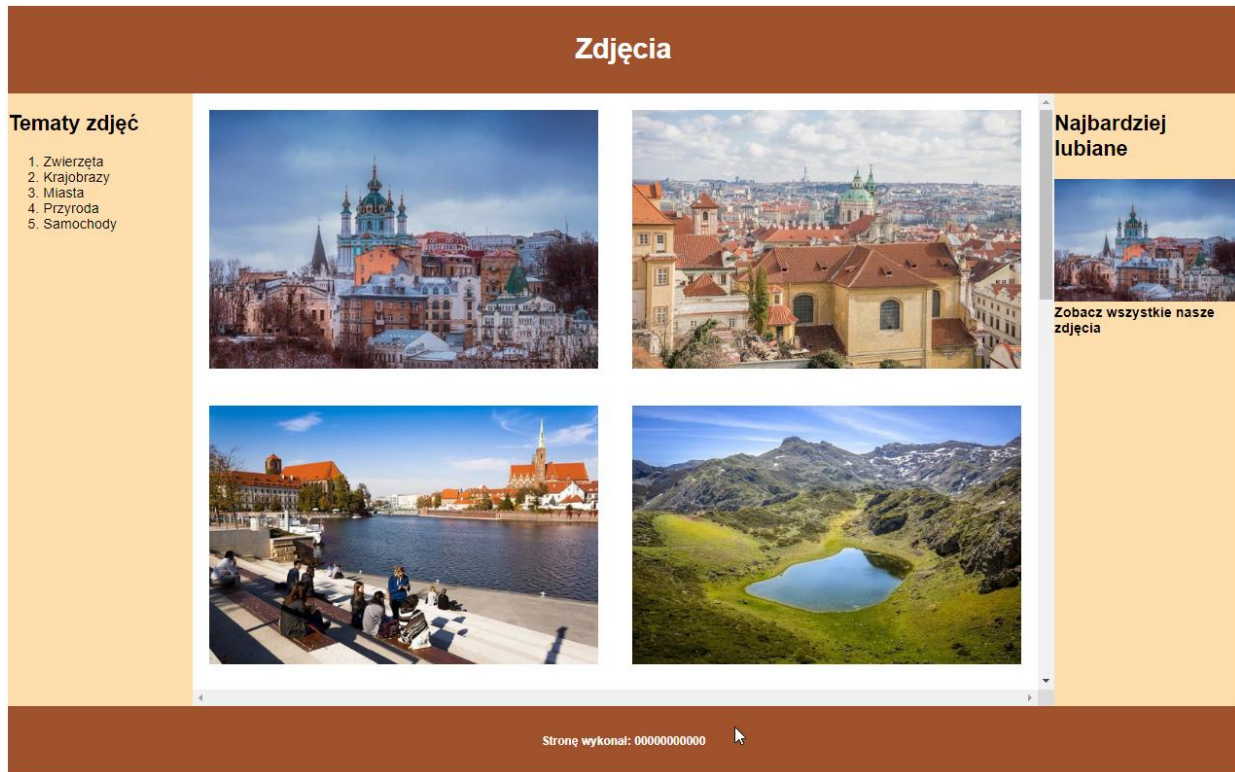 Zdjęcia
Tematy zdjęć
1. Zwierzęta
2. Krajobrazy
3. Miasta
4. Przyroda
5. Samochody
Najbardziej
lubiane
Zobacz wszystkie nasze
zdjęcia
Stronę wykonał: 00000000000